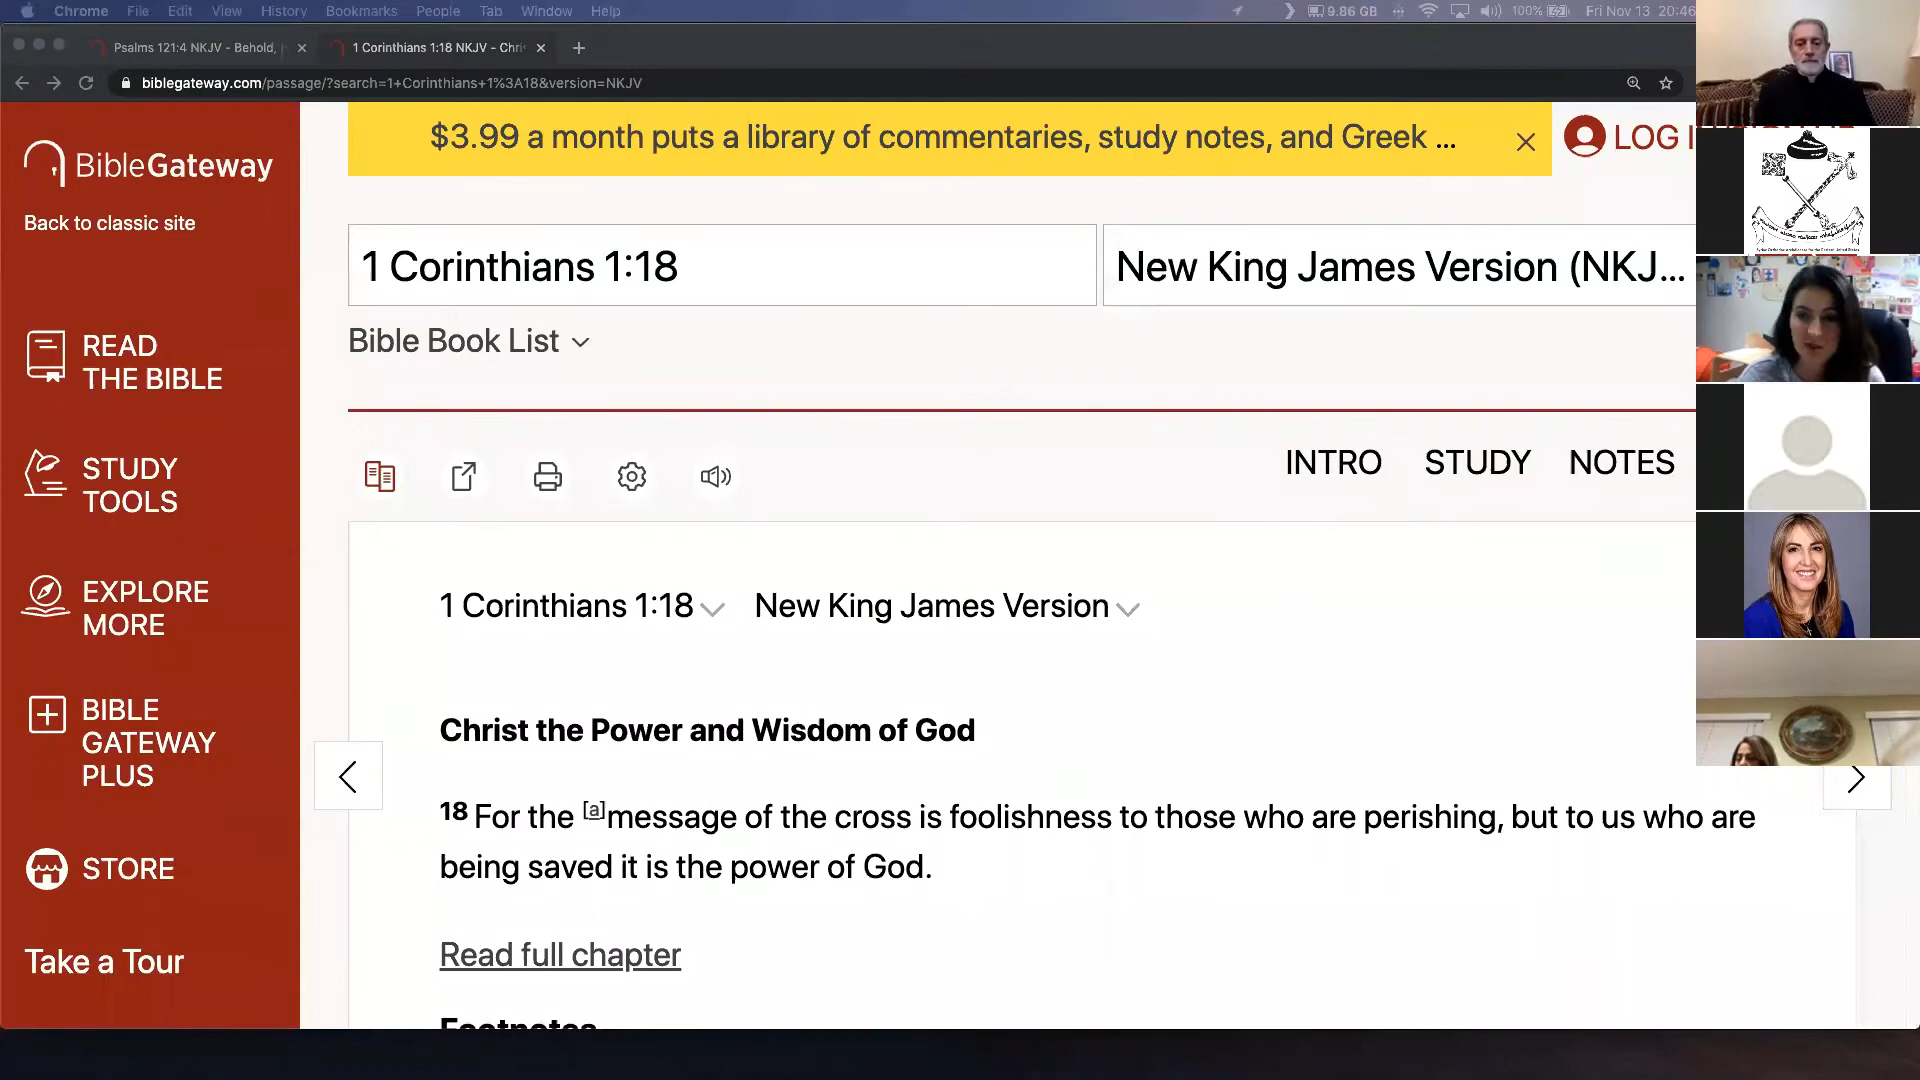 Chrome File Edit View History Bookmarks People Tab Window Help 9.86 GB 100% Fri Nov 13 20:46
Psalms 121:4 NKJV - Behold,
1 Corinthians 1:18 NKJV - Chri
biblegateway.com/passage/?search=1+Corinthians+1%3A18&version=NKJV
BibleGateway
Back to classic site
READ
THE BIBLE
STUDY
TOOLS
EXPLORE
MORE
BIBLE
GATEWAY
PLUS
STORE
Take a Tour
$3.99 a month puts a library of commentaries, study notes, and Greek ...
LOG I
1 Corinthians 1:18
New King James Version (NKJ...
Bible Book List
INTRO STUDY NOTES
1 Corinthians 1:18 New King James Version
Christ the Power and Wisdom of God
18 For the [a]message of the cross is foolishness to those who are perishing, but to us who are
being saved it is the power of God.
Read full chapter
Footnotes